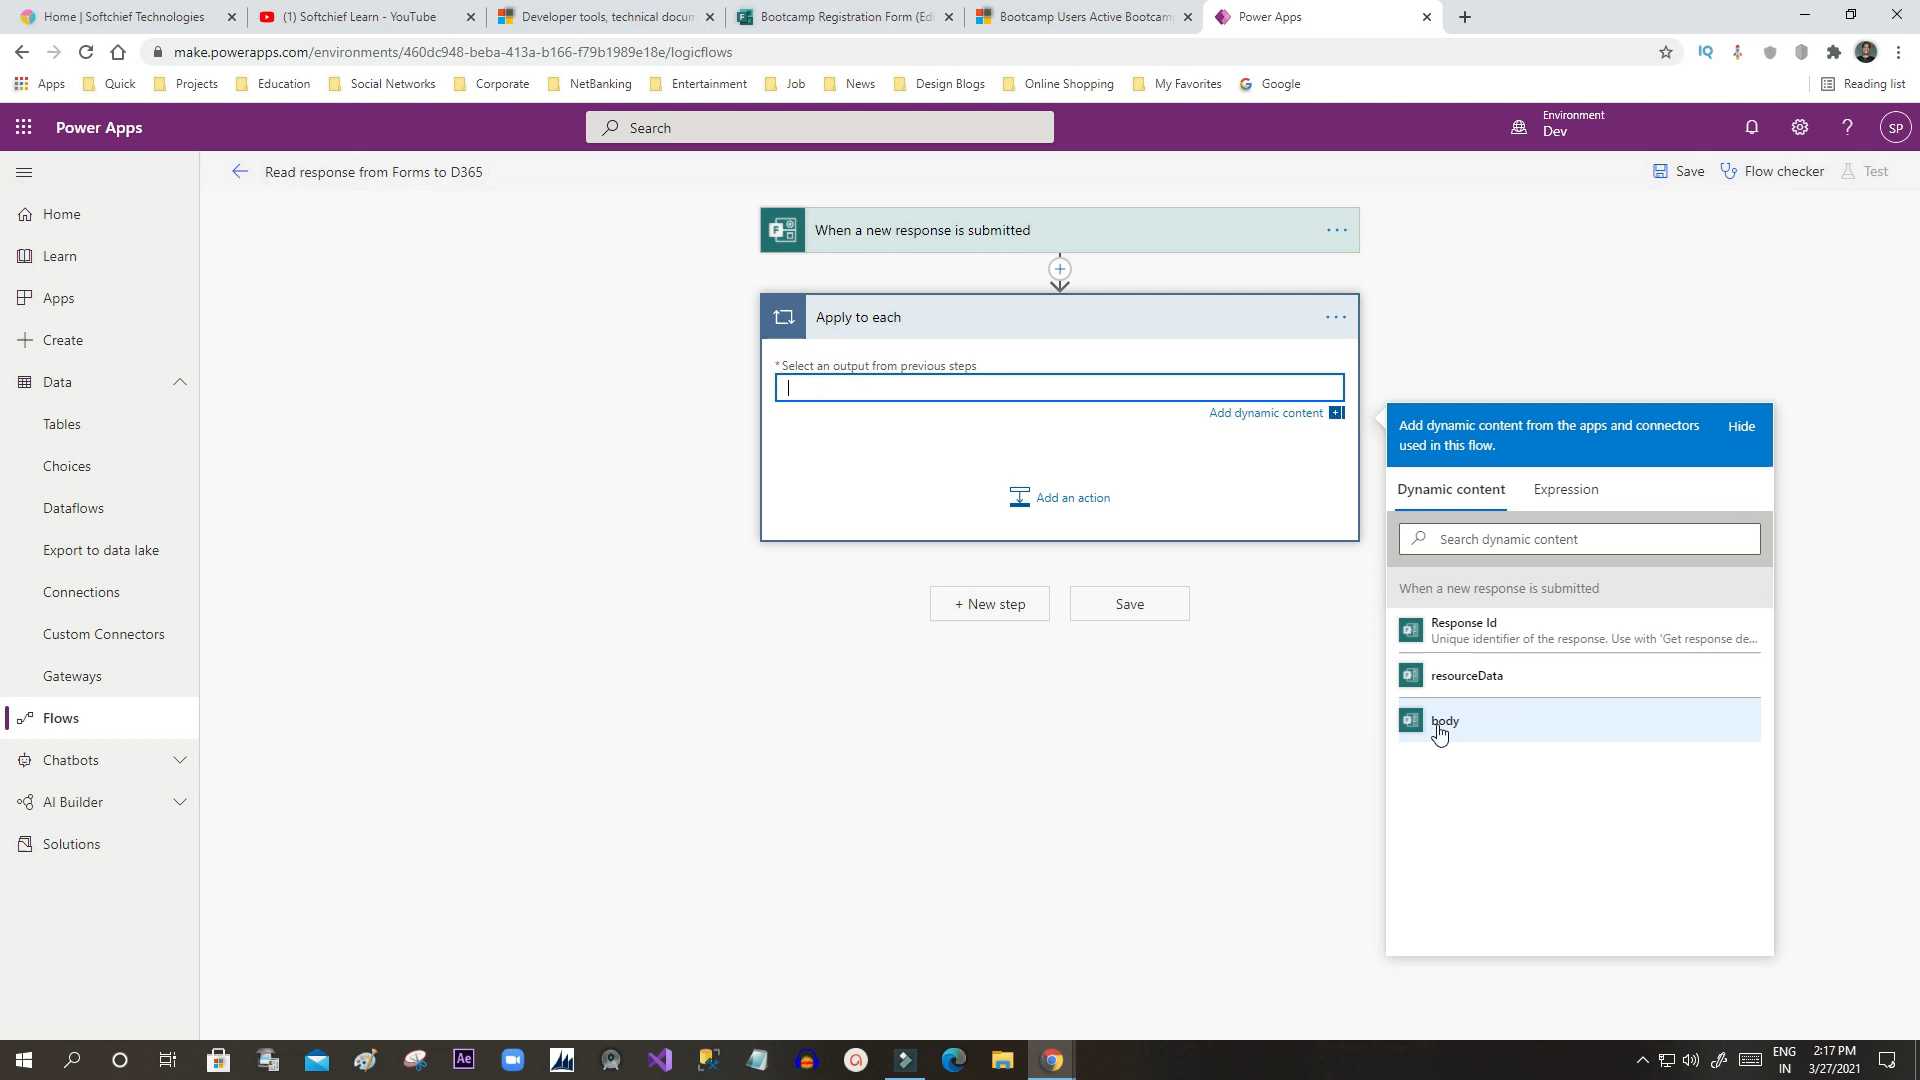 Home | Softchief Technologies
(1) Softchief Learn - YouTube
Developer tools, technical docum
Bootcamp Registration Form (Edi
Bootcamp Users Active Bootcam
Power Apps
make.powerapps.com/environments/460dc948-beba-413a-b166-f79b1989e18e/logicflows
Apps
Quick
Projects
Education
Social Networks
Corporate
NetBanking
Entertainment
Job
News
Design Blogs
Online Shopping
My Favorites
Google
Reading list
Power Apps
Search
Environment
Dev
SP
Read response from Forms to D365
Save
Flow checker
Test
Home
Learn
Apps
Create
Data
Tables
Choices
Dataflows
Export to data lake
Connections
Custom Connectors
Gateways
Flows
Chatbots
AI Builder
Solutions
When a new response is submitted
Apply to each
* Select an output from previous steps
Add dynamic content
Add an action
+ New step
Save
Add dynamic content from the apps and connectors
used in this flow.
Hide
Dynamic content
Expression
Search dynamic content
When a new response is submitted
Response Id
Unique identifier of the response. Use with 'Get response de...
resourceData
body
Ae
ENG
IN
2:17 PM
3/27/2021